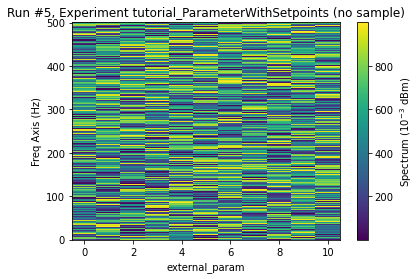 Run #5, Experiment tutorial_ParameterWithSetpoints (no sample)
500
400
300
200
100
0
Freq Axis (Hz)
0 2 4 6 8 10
external_param
800
600
400
200
Spectrum (10⁻³ dBm)